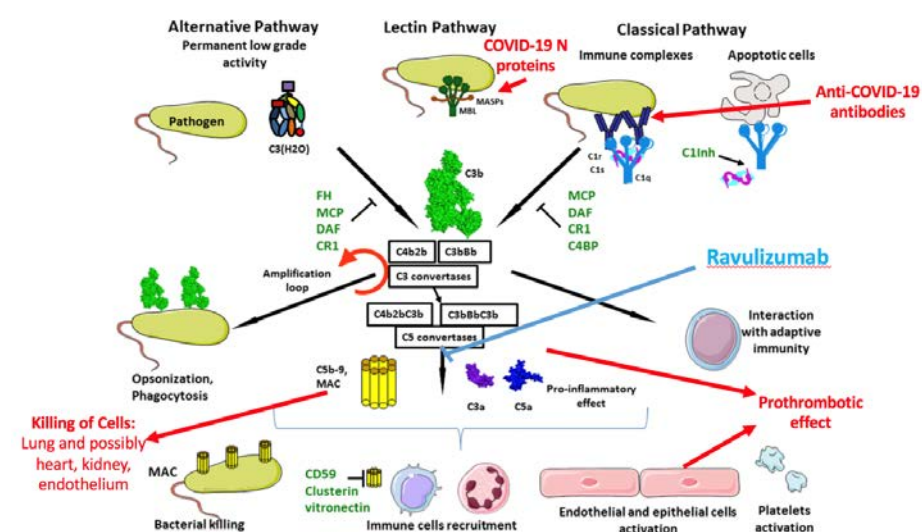 Alternative Pathway
Permanent low grade
activity
Lectin Pathway
Classical Pathway
Immune complexes
Apoptotic cells
COVID-19 N
proteins
Anti-COVID-19
antibodies
Pathogen
C3(H2O)
MASPs
MBL
C1r
C1s
C1q
C1Inh
C3b
FH
MCP
DAF
CR1
MCP
DAF
CR1
C4BP
C4b2b
C3bBb
C3 convertases
Amplification
loop
Ravulizumab
C4b2bC3b
C3bBbC3b
C5 convertases
Interaction
with adaptive
immunity
Opsonization,
Phagocytosis
C5b-9,
MAC
C3a
C5a
Pro-inflammatory
effect
Prothrombotic
effect
Killing of Cells:
Lung and possibly
heart, kidney,
endothelium
MAC
Bacterial killing
CD59
Clusterin
vitronectin
Immune cells recruitment
Endothelial and epithelial cells
activation
Platelets
activation